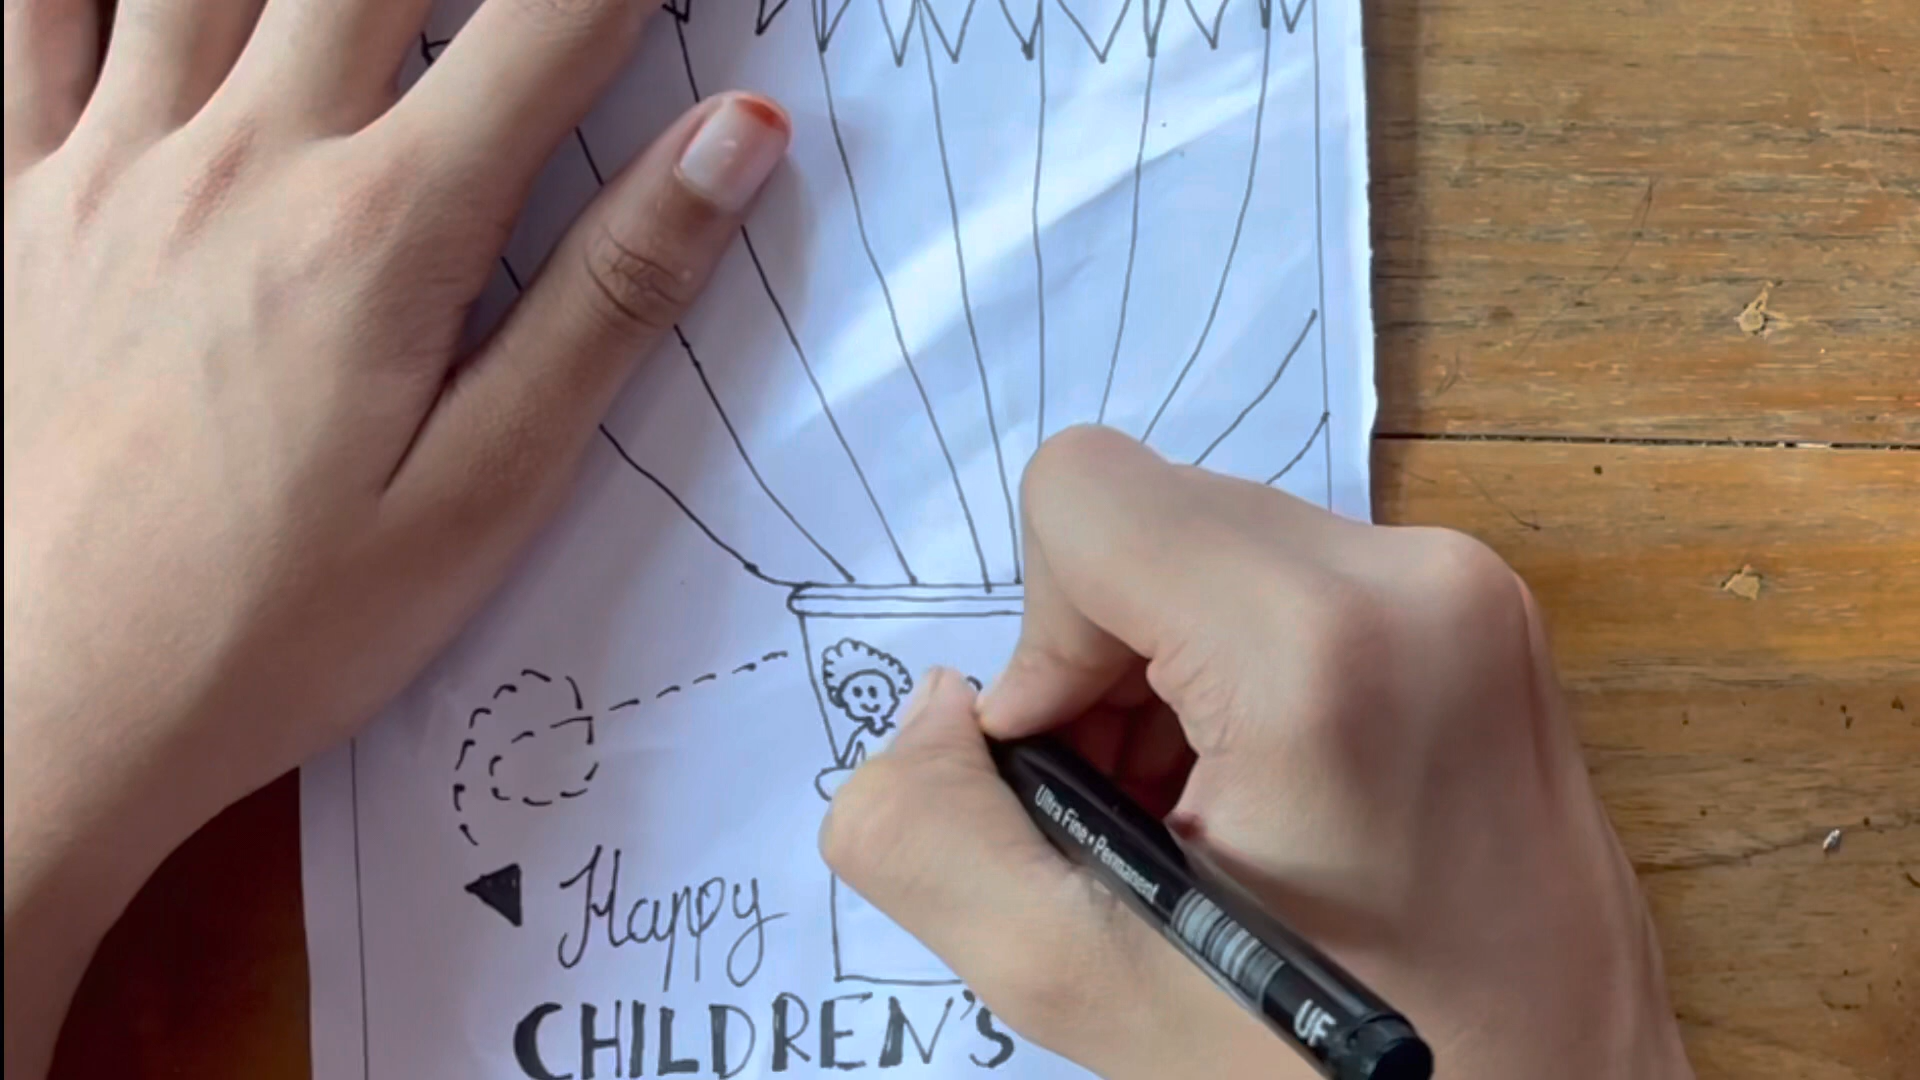 Ultra Fine • Permanent
UF
Happy
CHILDREN'S